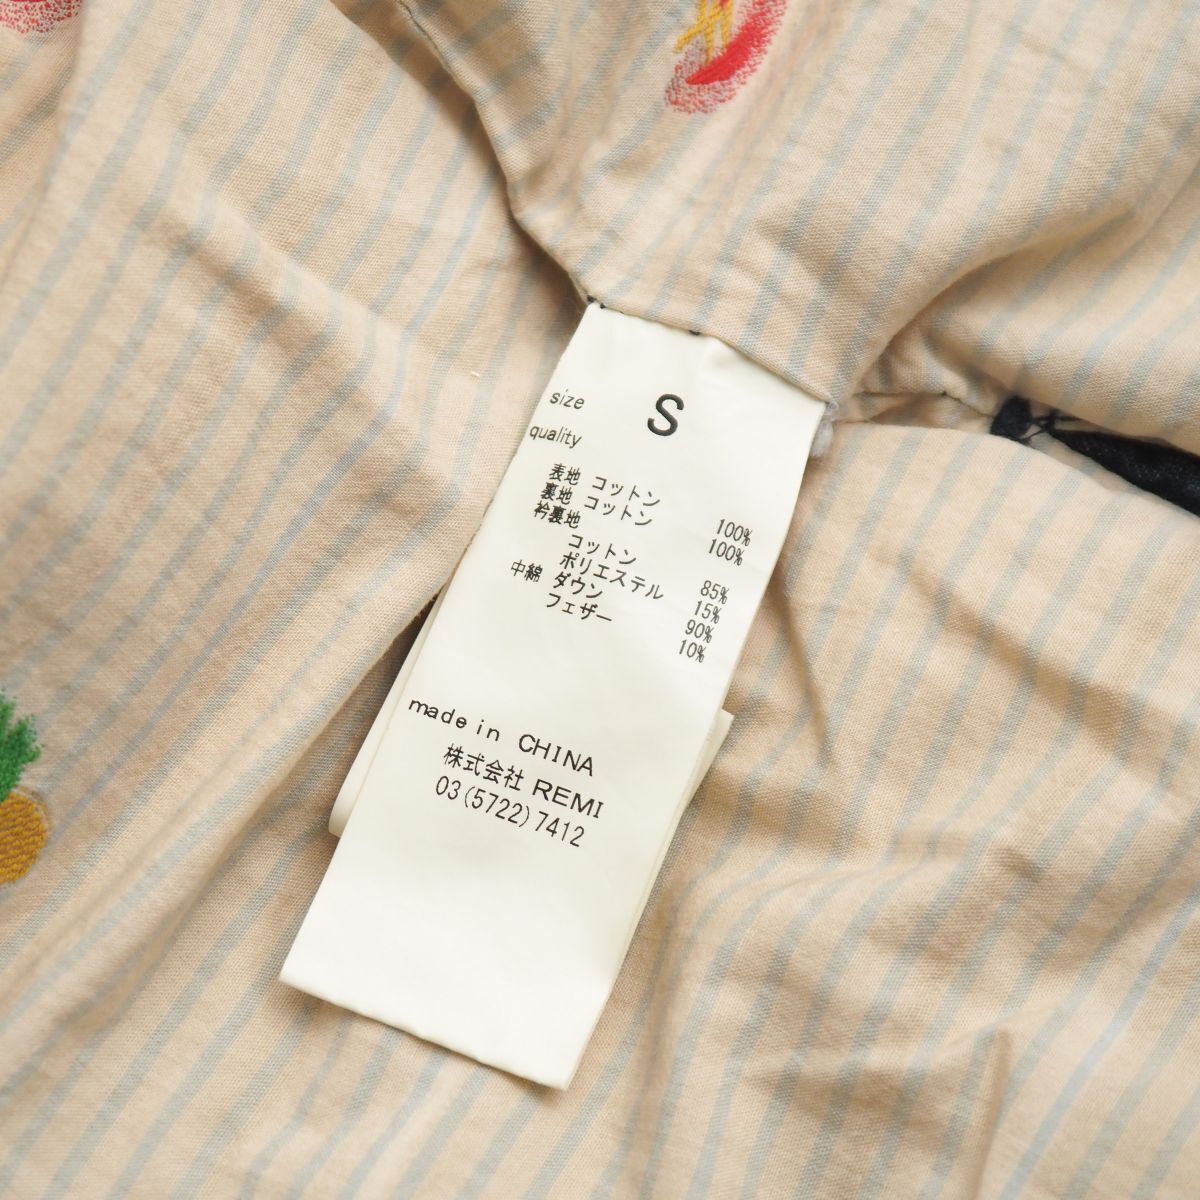 size S
quality
表地 コットン 100%
裏地 コットン 100%
衿裏地
コットン 85%
ポリエステル 15%
中綿 ダウン 90%
フェザー 10%
made in CHINA
株式会社 REMI
03(5722)7412